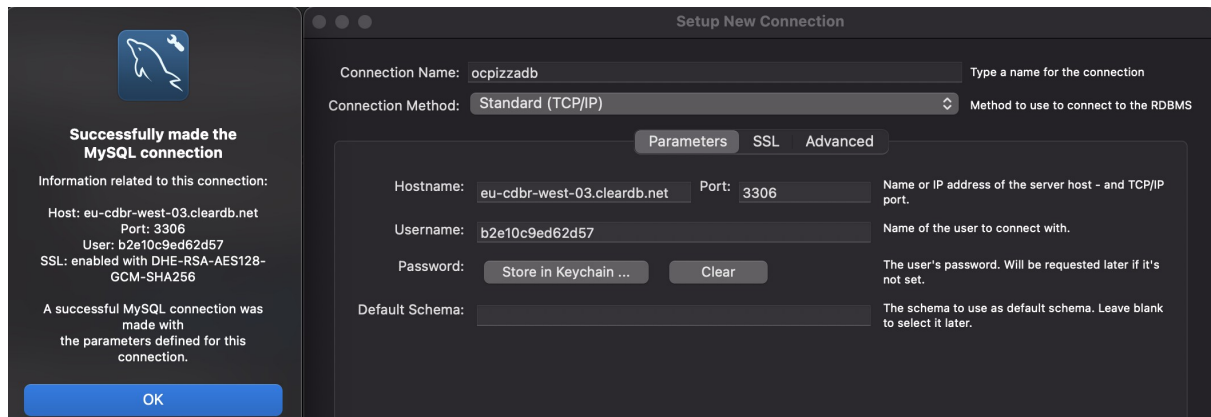 Successfully made the
MySQL connection
Information related to this connection:
Host: eu-cdbr-west-03.cleardb.net
Port: 3306
User: b2e10c9ed62d57
SSL: enabled with DHE-RSA-AES128-
GCM-SHA256
A successful MySQL connection was
made with
the parameters defined for this
connection.
OK
Setup New Connection
Connection Name: ocpizzadb Type a name for the connection
Connection Method: Standard (TCP/IP) Method to use to connect to the RDBMS
Parameters SSL Advanced
Hostname: eu-cdbr-west-03.cleardb.net Port: 3306 Name or IP address of the server host - and TCP/IP
port.
Username: b2e10c9ed62d57 Name of the user to connect with.
Password: Store in Keychain ... Clear The user's password. Will be requested later if it's
not set.
Default Schema: The schema to use as default schema. Leave blank
to select it later.